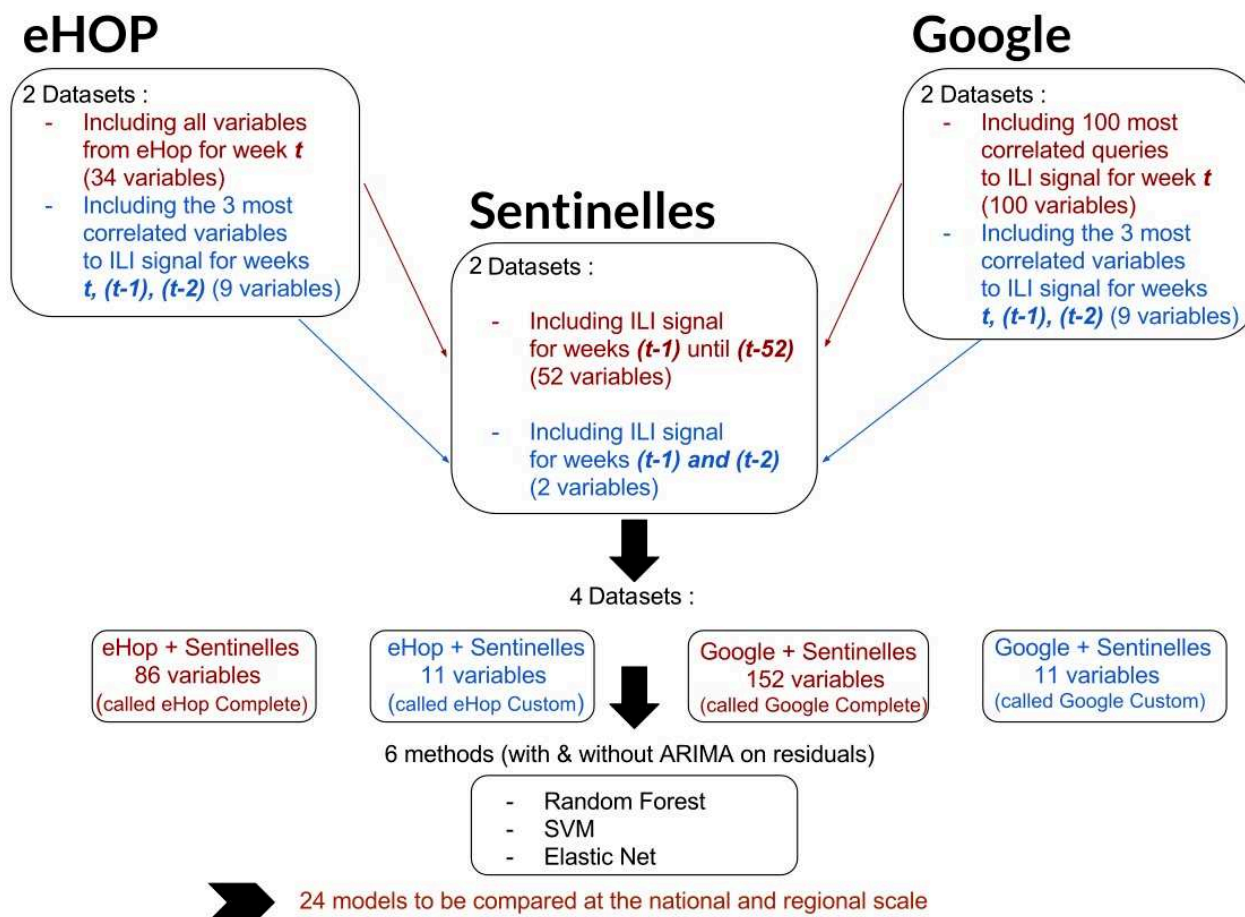 eHOP
2 Datasets :
- Including all variables
from eHop for week t
(34 variables)
- Including the 3 most
correlated variables
to ILI signal for weeks
t, (t-1), (t-2) (9 variables)
Google
2 Datasets :
- Including 100 most
correlated queries
to ILI signal for week t
(100 variables)
- Including the 3 most
correlated variables
to ILI signal for weeks
t, (t-1), (t-2) (9 variables)
Sentinelles
2 Datasets :
- Including ILI signal
for weeks (t-1) until (t-52)
(52 variables)
- Including ILI signal
for weeks (t-1) and (t-2)
(2 variables)
4 Datasets :
eHop + Sentinelles
86 variables
(called eHop Complete)
eHop + Sentinelles
11 variables
(called eHop Custom)
Google + Sentinelles
152 variables
(called Google Complete)
Google + Sentinelles
11 variables
(called Google Custom)
6 methods (with & without ARIMA on residuals)
- Random Forest
- SVM
- Elastic Net
24 models to be compared at the national and regional scale